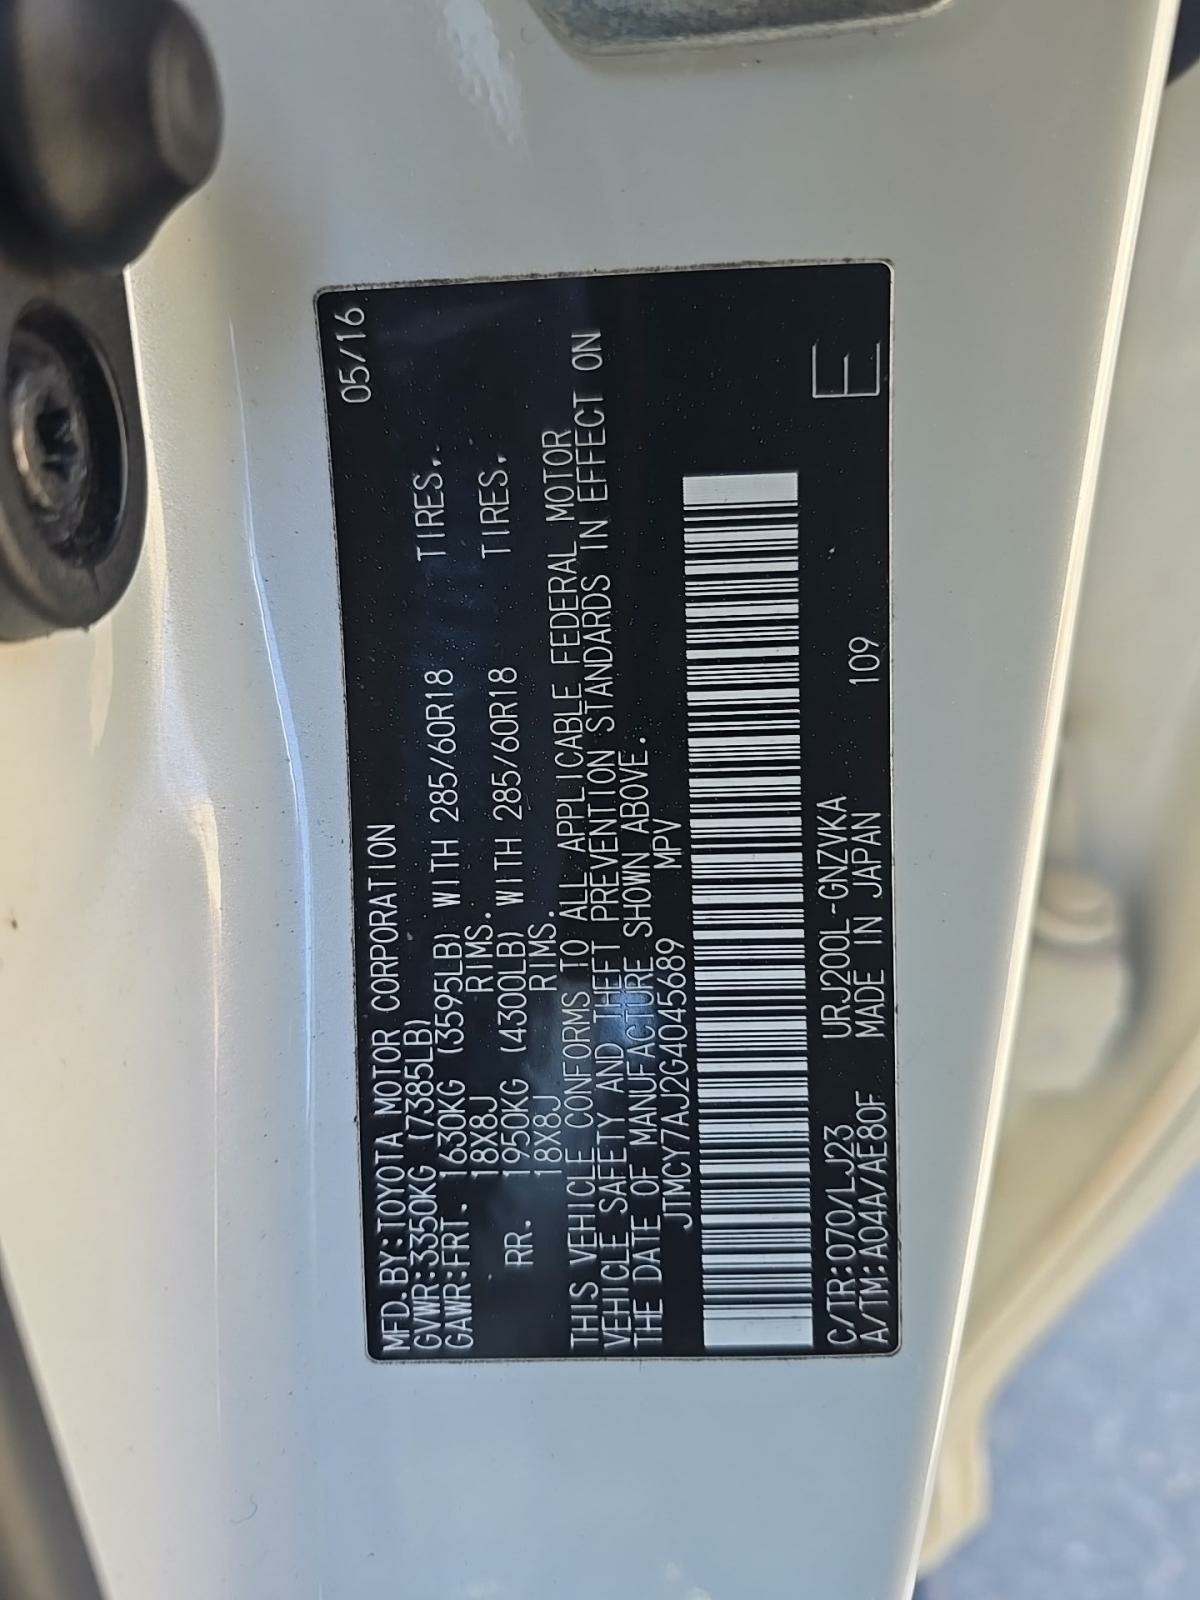 05/16
MFD.BY:TOYOTA MOTOR CORPORATION
GVWR:3350KG (7385LB)
GAWR:FRT. 1630KG (3595LB) WITH 285/60R18 TIRES,
18X8J RIMS.
RR. 1950KG (4300LB) WITH 285/60R18 TIRES,
18X8J RIMS.
THIS VEHICLE CONFORMS TO ALL APPLICABLE FEDERAL MOTOR
VEHICLE SAFETY AND THEFT PREVENTION STANDARDS IN EFFECT ON
THE DATE OF MANUFACTURE SHOWN ABOVE.
JTMCY7AJ2G4045689 MPV
C/TR:070/LJ23 URJ200L-GNZVKA
A/TM:A04A/AE80F MADE IN JAPAN 109 E